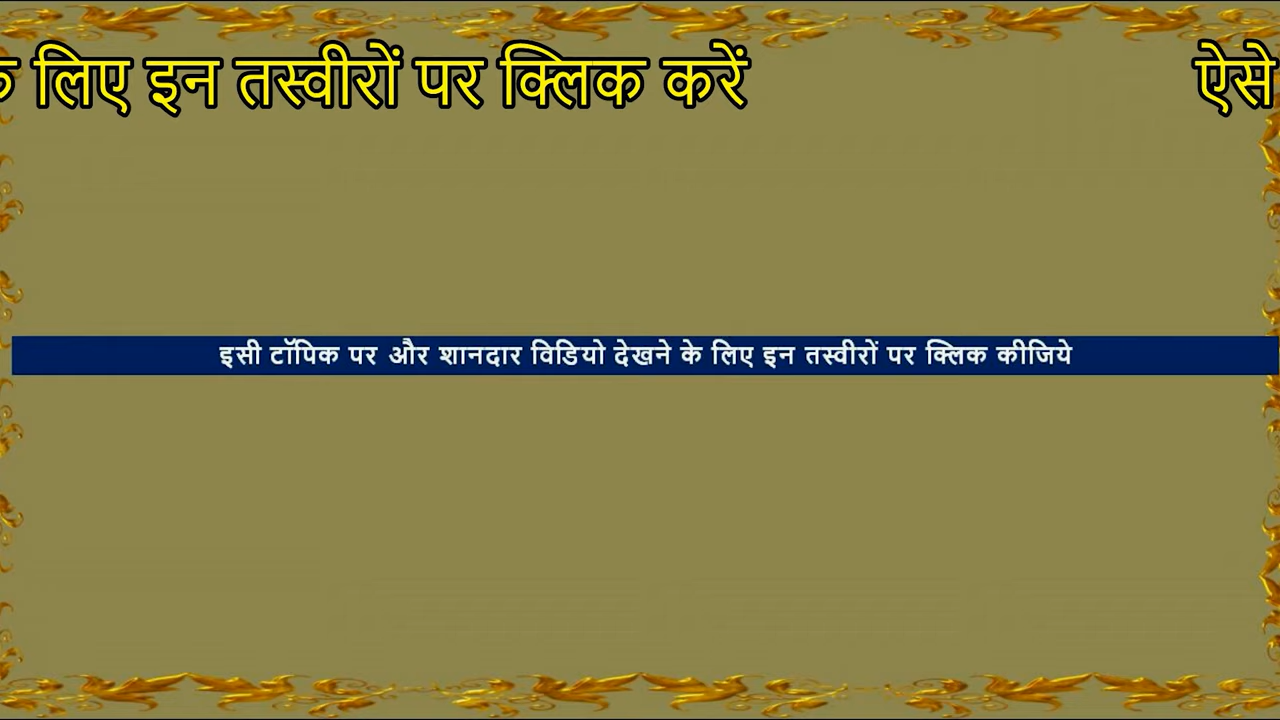 लिए इन तस्वीरों पर क्लिक करें ऐसे
इसी टॉपिक पर और शानदार विडियो देखने के लिए इन तस्वीरों पर क्लिक कीजिये